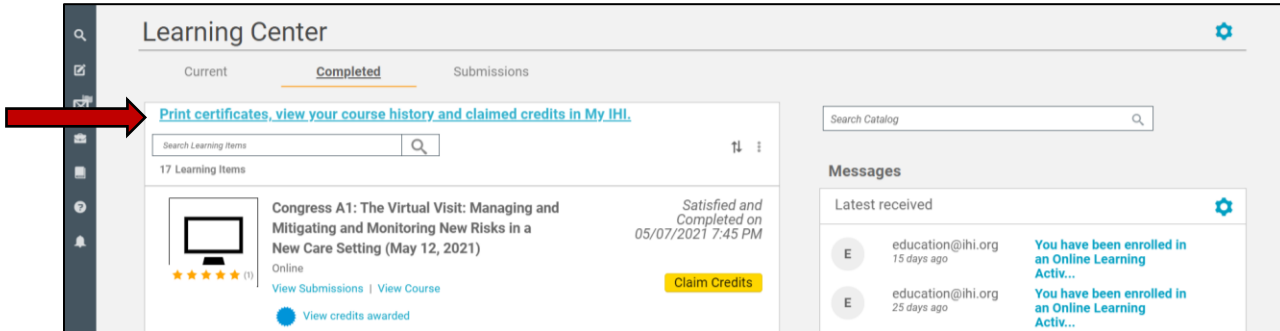 Learning Center
Current
Completed
Submissions
Print certificates, view your course history and claimed credits in My IHI.
Search Learning Items
17 Learning Items
Congress A1: The Virtual Visit: Managing and
Mitigating and Monitoring New Risks in a
New Care Setting (May 12, 2021)
Online
View Submissions | View Course
View credits awarded
(1)
Satisfied and
Completed on
05/07/2021 7:45 PM
Claim Credits
Search Catalog
Messages
Latest received
E
education@ihi.org
15 days ago
You have been enrolled in
an Online Learning
Activ...
E
education@ihi.org
25 days ago
You have been enrolled in
an Online Learning
Activ...